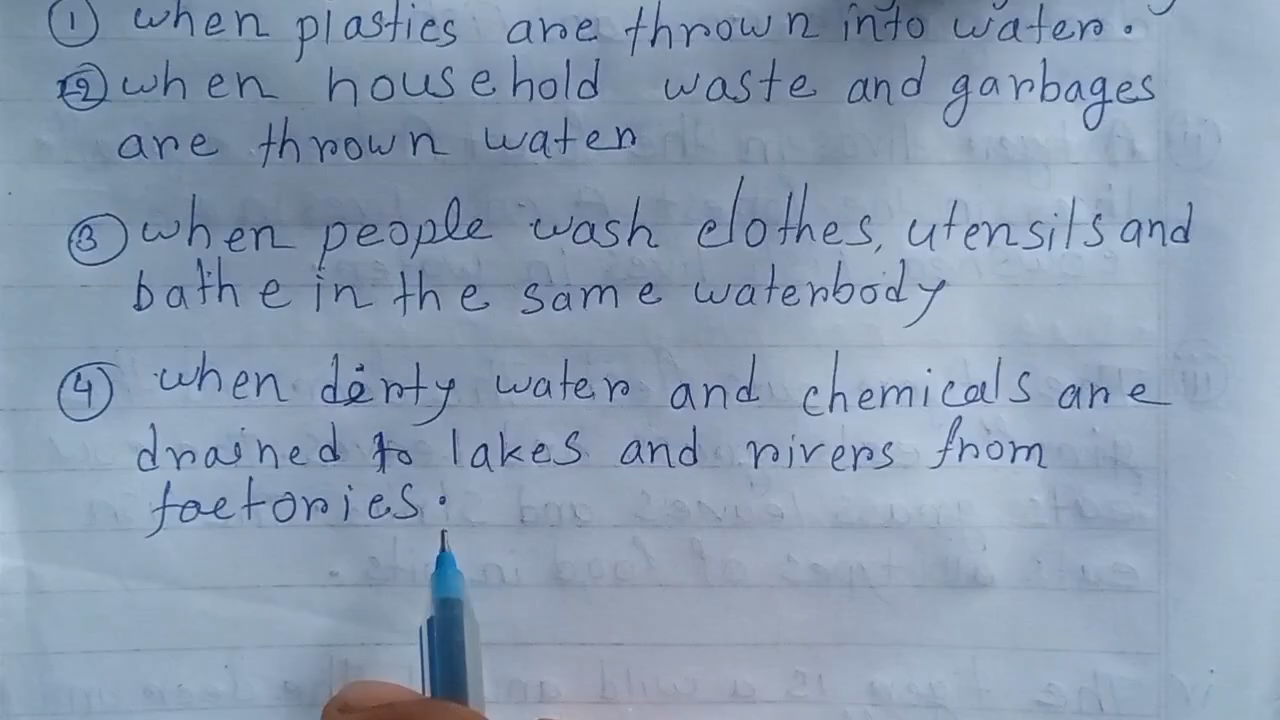 ① when plastics are thrown into water.
② when household waste and garbages
are thrown water
③ when people wash clothes, utensils and
bathe in the same waterbody
④ when dirty water and chemicals are
drained to lakes and rivers from
factories.